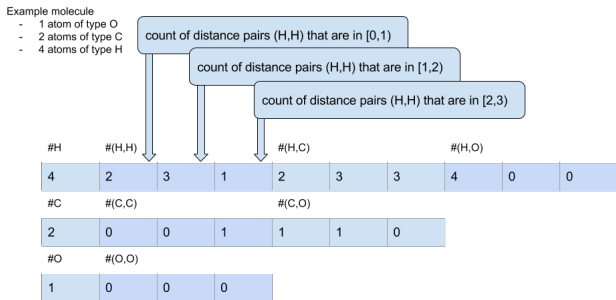 Example molecule
- 1 atom of type O
- 2 atoms of type C
- 4 atoms of type H
count of distance pairs (H,H) that are in [0,1)
count of distance pairs (H,H) that are in [1,2)
count of distance pairs (H,H) that are in [2,3)
#H #(H,H) #(H,C) #(H,O)
4 2 3 1 2 3 3 4 0 0
#C #(C,C) #(C,O)
2 0 0 1 1 1 0
#O #(O,O)
1 0 0 0